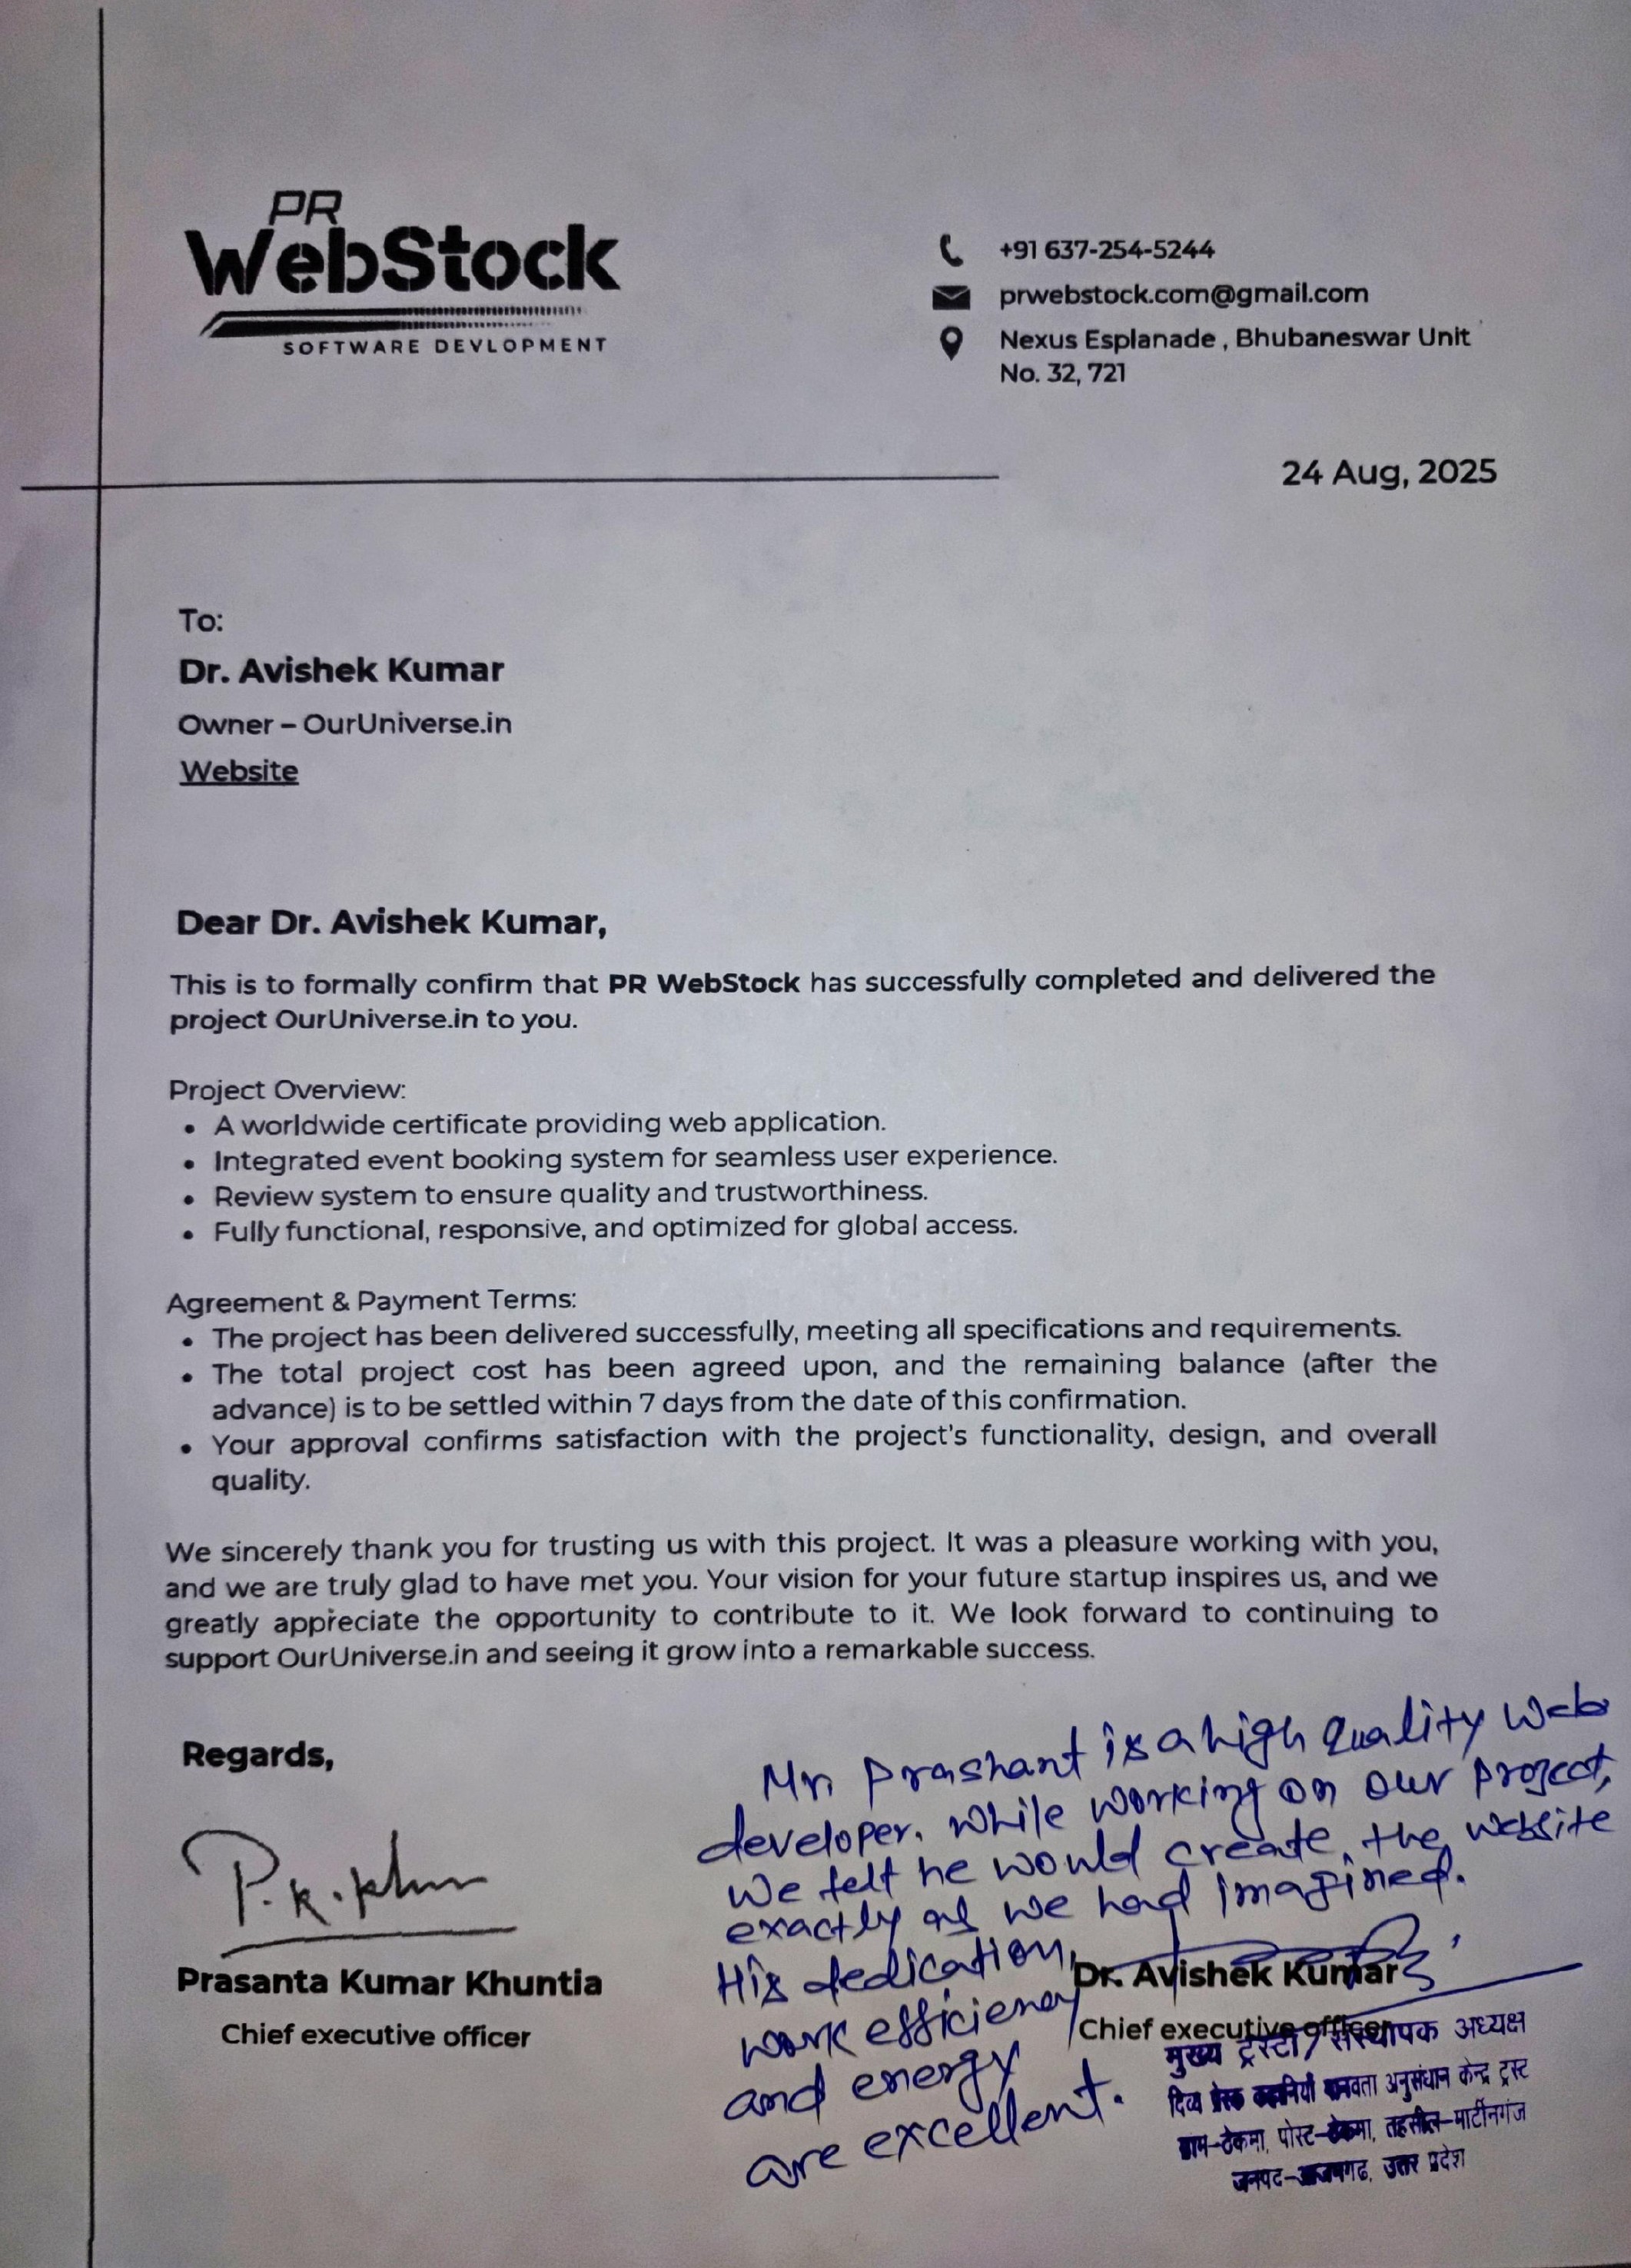 PR
WebStock
SOFTWARE DEVLOPMENT
+91 637-254-5244
prwebstock.com@gmail.com
Nexus Esplanade , Bhubaneswar Unit
No. 32, 721
24 Aug, 2025
To:
Dr. Avishek Kumar
Owner – OurUniverse.in
Website
Dear Dr. Avishek Kumar,
This is to formally confirm that PR WebStock has successfully completed and delivered the
project OurUniverse.in to you.
Project Overview:
• A worldwide certificate providing web application.
• Integrated event booking system for seamless user experience.
• Review system to ensure quality and trustworthiness.
• Fully functional, responsive, and optimized for global access.
Agreement & Payment Terms:
• The project has been delivered successfully, meeting all specifications and requirements.
• The total project cost has been agreed upon, and the remaining balance (after the
advance) is to be settled within 7 days from the date of this confirmation.
• Your approval confirms satisfaction with the project's functionality, design, and overall
quality.
We sincerely thank you for trusting us with this project. It was a pleasure working with you,
and we are truly glad to have met you. Your vision for your future startup inspires us, and we
greatly appreciate the opportunity to contribute to it. We look forward to continuing to
support OurUniverse.in and seeing it grow into a remarkable success.
Regards,
P.K.Khun
Prasanta Kumar Khuntia
Chief executive officer
Mr. Prashant is a high quality web
developer. while working on our project,
we felt he would create the website
exactly as we had imagined.
His dedication,
work efficiency
and energy
are excellent.
Dr. Avishek Kumar
Chief executive officer
मुख्य ट्रस्टी / संस्थापक अध्यक्ष
दिव्य प्रेरक कहानियाँ मानवता अनुसंधान केन्द्र ट्रस्ट
ग्राम-ठेकमा, पोस्ट-ठेकमा, तहसील-मार्टीनगंज
जनपद-आजमगढ, उत्तर प्रदेश